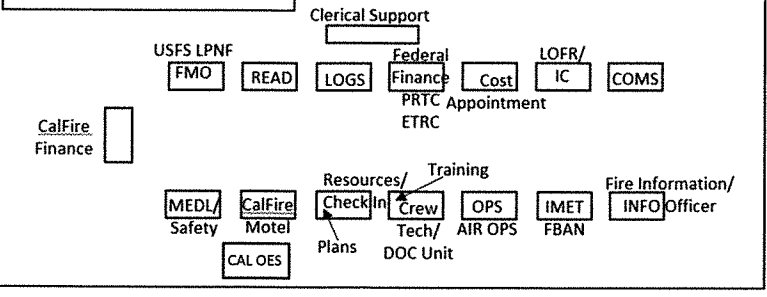 Clerical Support
USFS LPNF
FMO
READ
LOGS
Federal
Finance
PRTC
ETRC
Cost
Appointment
LOFR/
IC
COMS
CalFire
Finance
MEDL/
Safety
CalFire
Motel
Resources/
Check In
Plans
Training
Crew
Tech/
DOC Unit
OPS
AIR OPS
IMET
FBAN
Fire Information/
INFO Officer
CAL OES